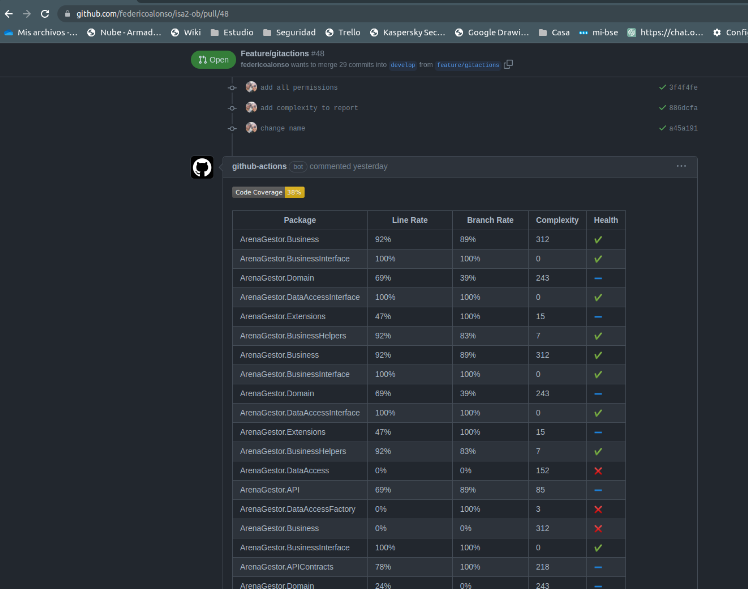 github.com/federicoalonso/isa2-ob/pull/48
Mis archivos -... Nube - Armad... Wiki Estudio Seguridad Trello Kaspersky Sec... Google Drawi... Casa mi-bse https://chat.o... Confi
Open Feature/gitactions #48
federicoalonso wants to merge 29 commits into develop from feature/gitactions
add all permissions 3f4f4fe
add complexity to report 886dcfa
change name a45a191
github-actions bot commented yesterday
Code Coverage 38%
Package Line Rate Branch Rate Complexity Health
ArenaGestor.Business 92% 89% 312
ArenaGestor.BusinessInterface 100% 100% 0
ArenaGestor.Domain 69% 39% 243
ArenaGestor.DataAccessInterface 100% 100% 0
ArenaGestor.Extensions 47% 100% 15
ArenaGestor.BusinessHelpers 92% 83% 7
ArenaGestor.Business 92% 89% 312
ArenaGestor.BusinessInterface 100% 100% 0
ArenaGestor.Domain 69% 39% 243
ArenaGestor.DataAccessInterface 100% 100% 0
ArenaGestor.Extensions 47% 100% 15
ArenaGestor.BusinessHelpers 92% 83% 7
ArenaGestor.DataAccess 0% 0% 152
ArenaGestor.API 69% 89% 85
ArenaGestor.DataAccessFactory 0% 100% 3
ArenaGestor.Business 0% 0% 312
ArenaGestor.BusinessInterface 100% 100% 0
ArenaGestor.APIContracts 78% 100% 218
ArenaGestor.Domain 24% 0% 243